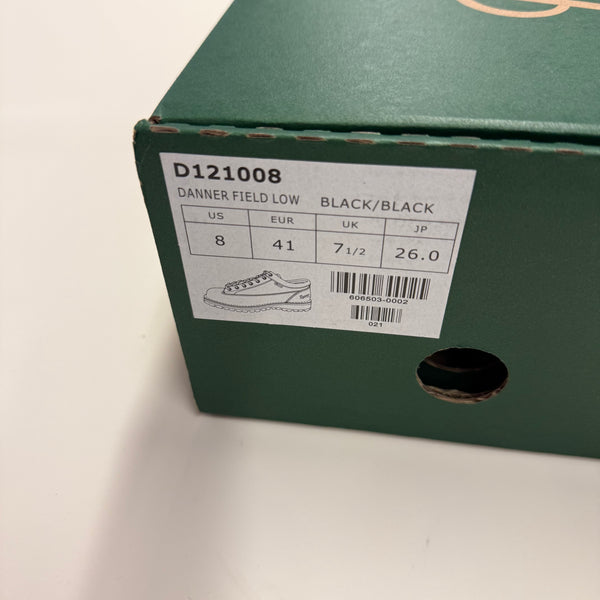 D121008
DANNER FIELD LOW BLACK/BLACK
US EUR UK JP
8 41 7 1/2 26.0
606503-0002
021